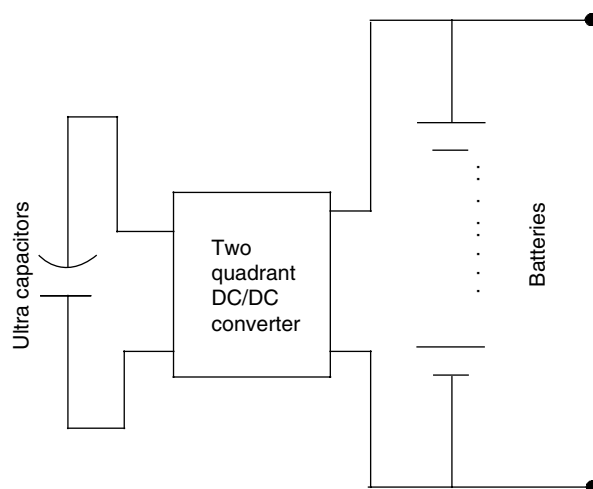 Ultra capacitors
Two
quadrant
DC/DC
converter
Batteries